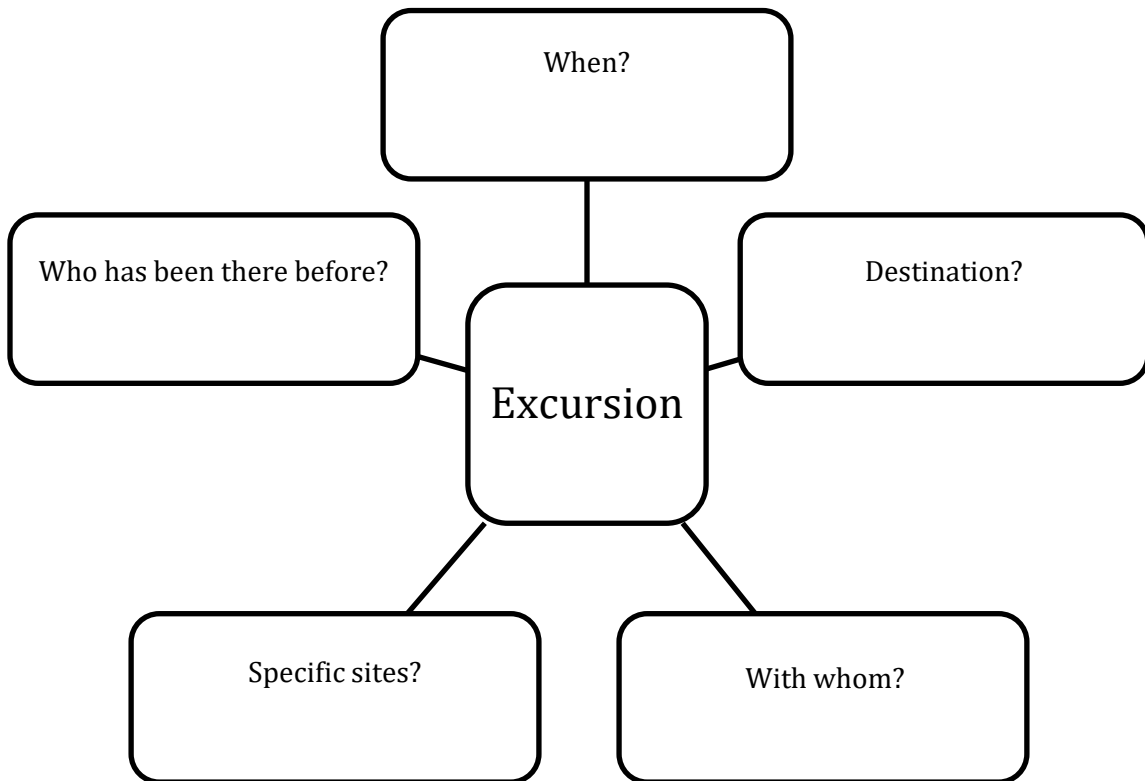 When?
Who has been there before?
Destination?
Excursion
Specific sites?
With whom?